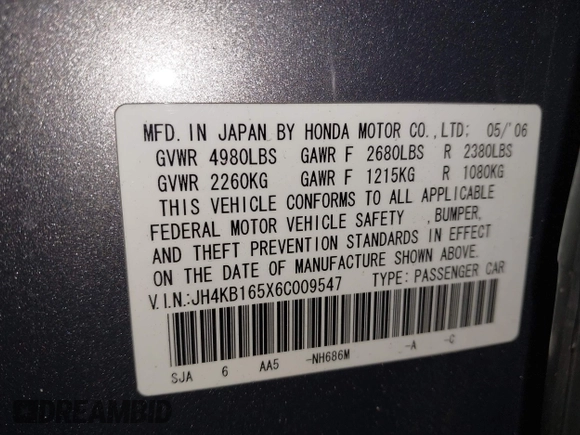 MFD. IN JAPAN BY HONDA MOTOR CO.,LTD; 05/'06
GVWR 4980LBS GAWR F 2680LBS R 2380LBS
GVWR 2260KG GAWR F 1215KG R 1080KG
THIS VEHICLE CONFORMS TO ALL APPLICABLE
FEDERAL MOTOR VEHICLE SAFETY ,BUMPER,
AND THEFT PREVENTION STANDARDS IN EFFECT
ON THE DATE OF MANUFACTURE SHOWN ABOVE.
V.I.N:JH4KB165X6C009547 TYPE: PASSENGER CAR
SJA 6 AA5 -NH686M -A -C
DREAMBID